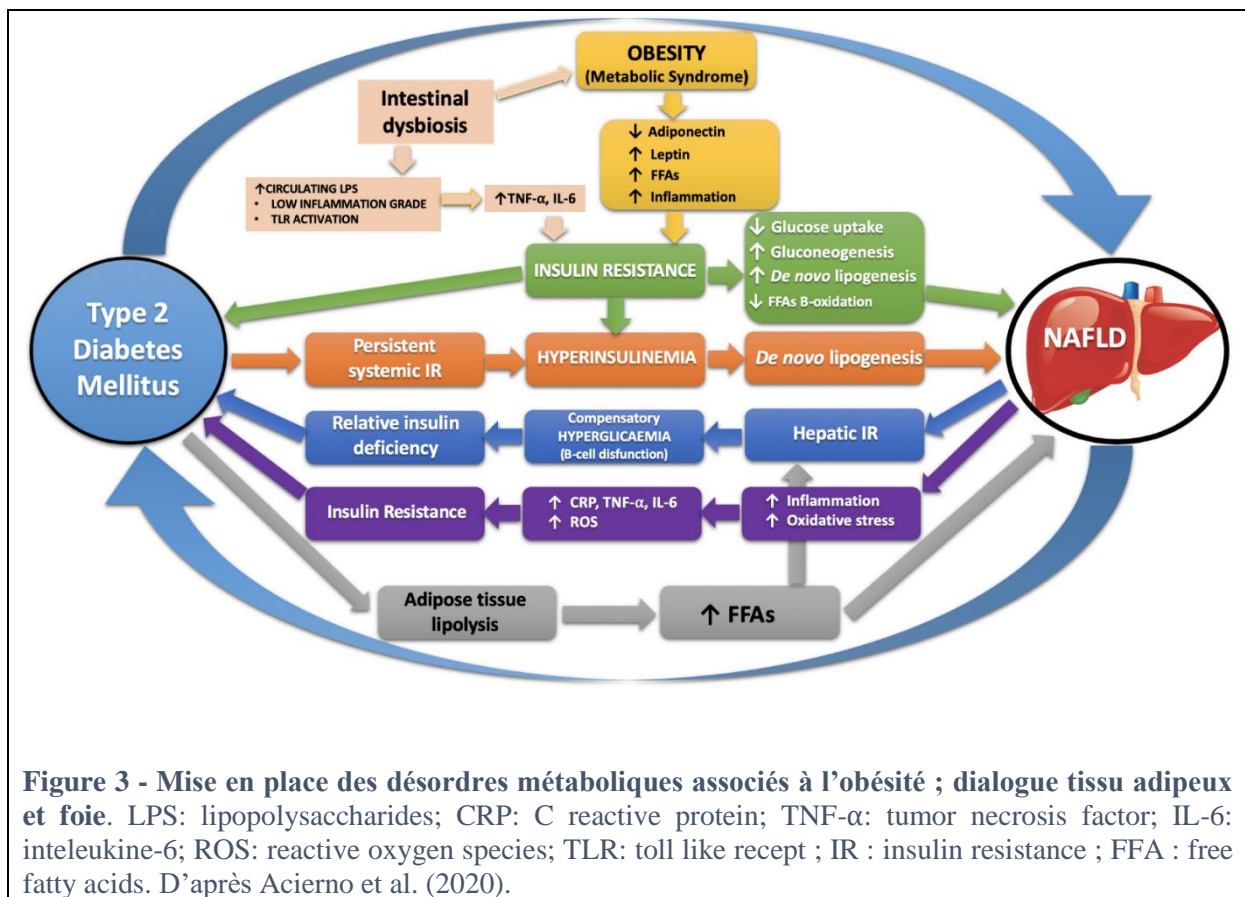 OBESITY
(Metabolic Syndrome)
Intestinal
dysbiosis
↓ Adiponectin
↑ Leptin
↑ FFAs
↑ Inflammation
↑CIRCULATING LPS
• LOW INFLAMMATION GRADE
• TLR ACTIVATION
↑TNF-α, IL-6
INSULIN RESISTANCE
↓ Glucose uptake
↑ Gluconeogenesis
↑ De novo lipogenesis
↓ FFAs B-oxidation
Type 2
Diabetes
Mellitus
NAFLD
Persistent
systemic IR
HYPERINSULINEMIA
De novo lipogenesis
Relative insulin
deficiency
Compensatory
HYPERGLICAEMIA
(B-cell disfunction)
Hepatic IR
Insulin Resistance
↑ CRP, TNF-α, IL-6
↑ ROS
↑ Inflammation
↑ Oxidative stress
Adipose tissue
lipolysis
↑ FFAs
Figure 3 - Mise en place des désordres métaboliques associés à l’obésité ; dialogue tissu adipeux
et foie. LPS: lipopolysaccharides; CRP: C reactive protein; TNF-α: tumor necrosis factor; IL-6:
inteleukine-6; ROS: reactive oxygen species; TLR: toll like recept ; IR : insulin resistance ; FFA : free
fatty acids. D’après Acierno et al. (2020).